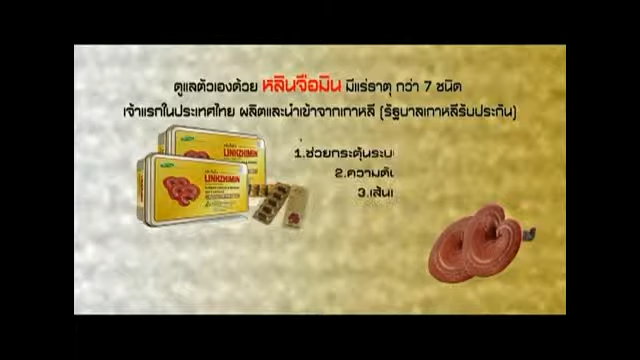 ดูแลตัวเองด้วย หลินจือมิน มีแร่ธาตุ กว่า 7 ชนิด
เจ้าแรกในประเทศไทย ผลิตและนำเข้าจากเกาหลี (รัฐบาลเกาหลีรับประกัน)
1.ช่วยกระตุ้นระบ
2.ความดัน
3.เส้น
LINKZHIMIN
LINKZHIMIN